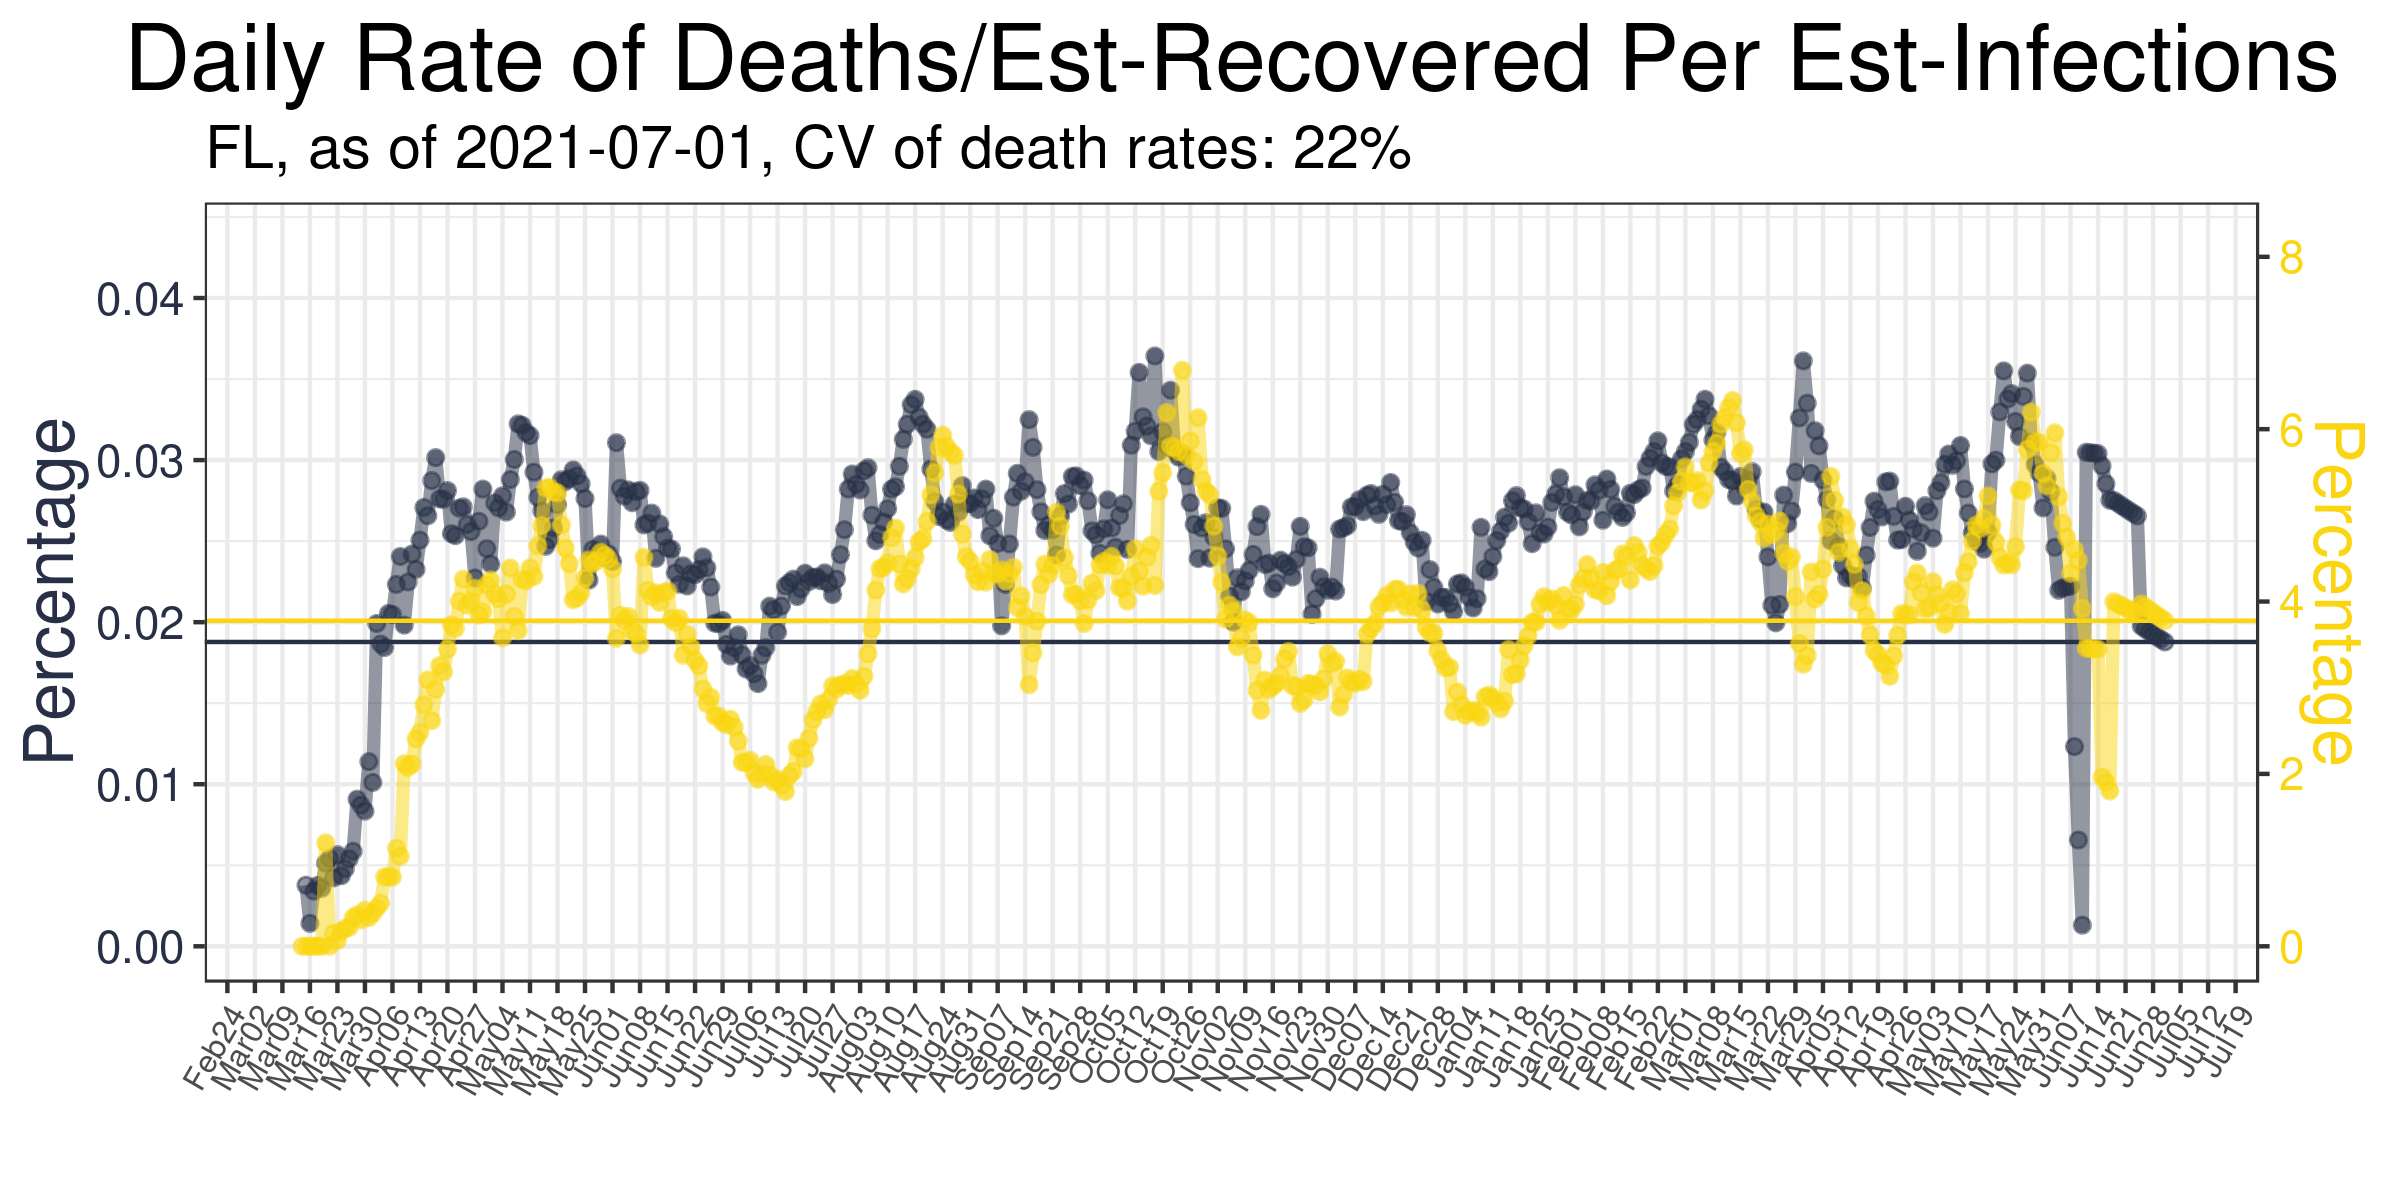 Daily Rate of Deaths/Est-Recovered Per Est-Infections
FL, as of 2021-07-01, CV of death rates: 22%
Percentage
0.04
0.03
0.02
0.01
0.00
8
6
4
2
0
Percentage
Feb24
Mar02
Mar09
Mar16
Mar23
Mar30
Apr06
Apr13
Apr20
Apr27
May04
May11
May18
May25
Jun01
Jun08
Jun15
Jun22
Jun29
Jul06
Jul13
Jul20
Jul27
Aug03
Aug10
Aug17
Aug24
Aug31
Sep07
Sep14
Sep21
Sep28
Oct05
Oct12
Oct19
Oct26
Nov02
Nov09
Nov16
Nov23
Nov30
Dec07
Dec14
Dec21
Dec28
Jan04
Jan11
Jan18
Jan25
Feb01
Feb08
Feb15
Feb22
Mar01
Mar08
Mar15
Mar22
Mar29
Apr05
Apr12
Apr19
Apr26
May03
May10
May17
May24
May31
Jun07
Jun14
Jun21
Jun28
Jul05
Jul12
Jul19